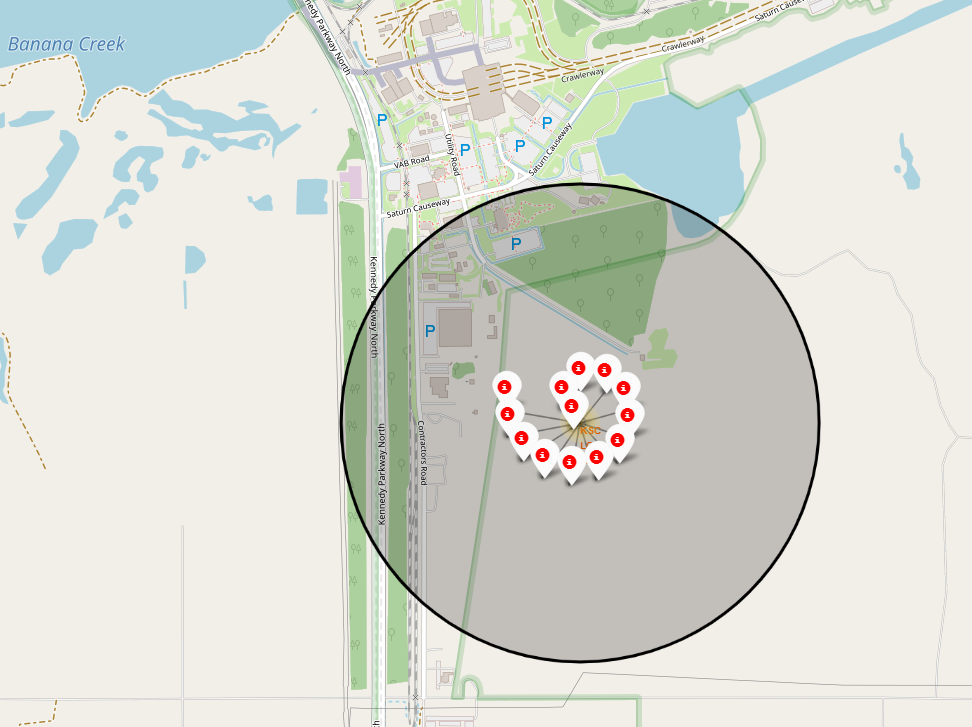 Banana Creek
Kennedy Parkway North
Saturn Causeway
Crawlerway
Crawlerway
P
P
P
P
VAB Road
Utility Road
Saturn Causeway
Saturn Causeway
P
Kennedy Parkway North
P
Kennedy Parkway North
Contractors Road